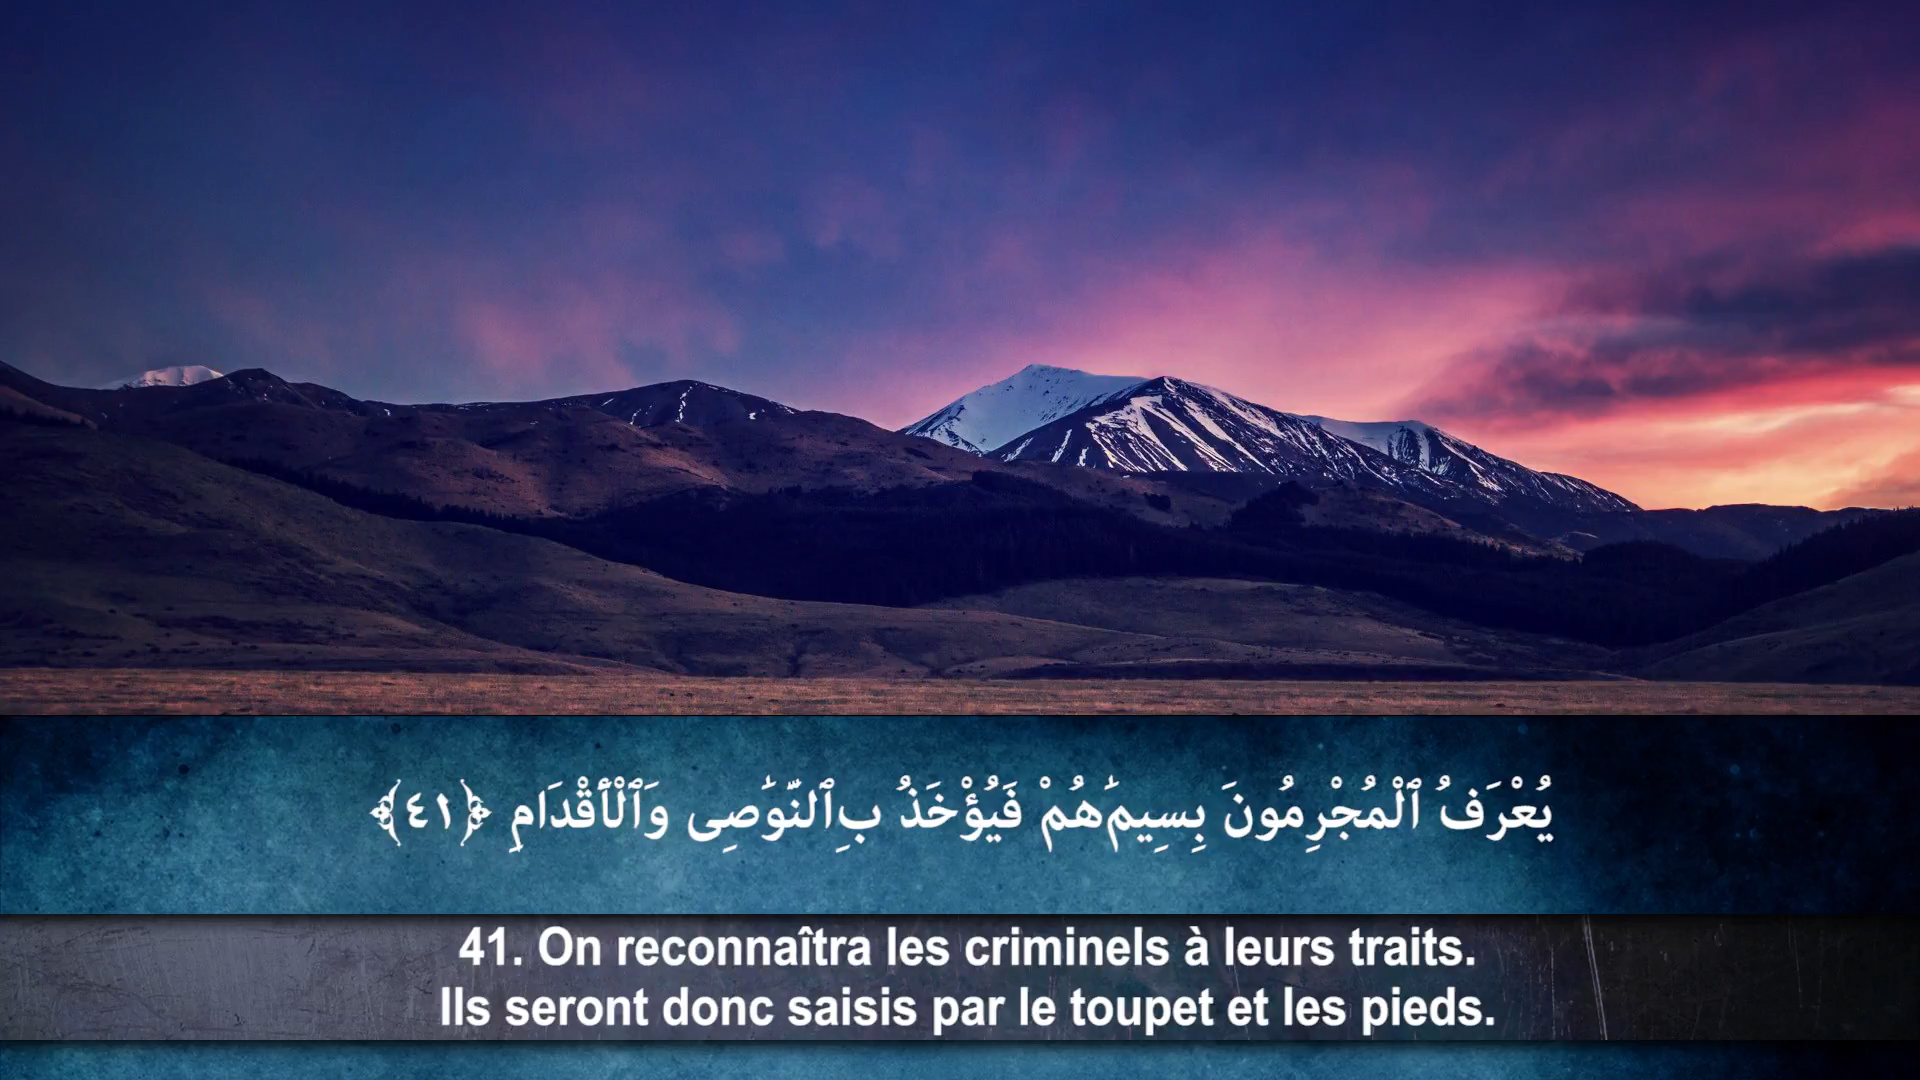 يُعْرَفُ ٱلْمُجْرِمُونَ بِسِيمَٰهُمْ فَيُؤْخَذُ بِٱلنَّوَٰصِى وَٱلْأَقْدَامِ ﴿٤١﴾
41. On reconnaîtra les criminels à leurs traits.
Ils seront donc saisis par le toupet et les pieds.